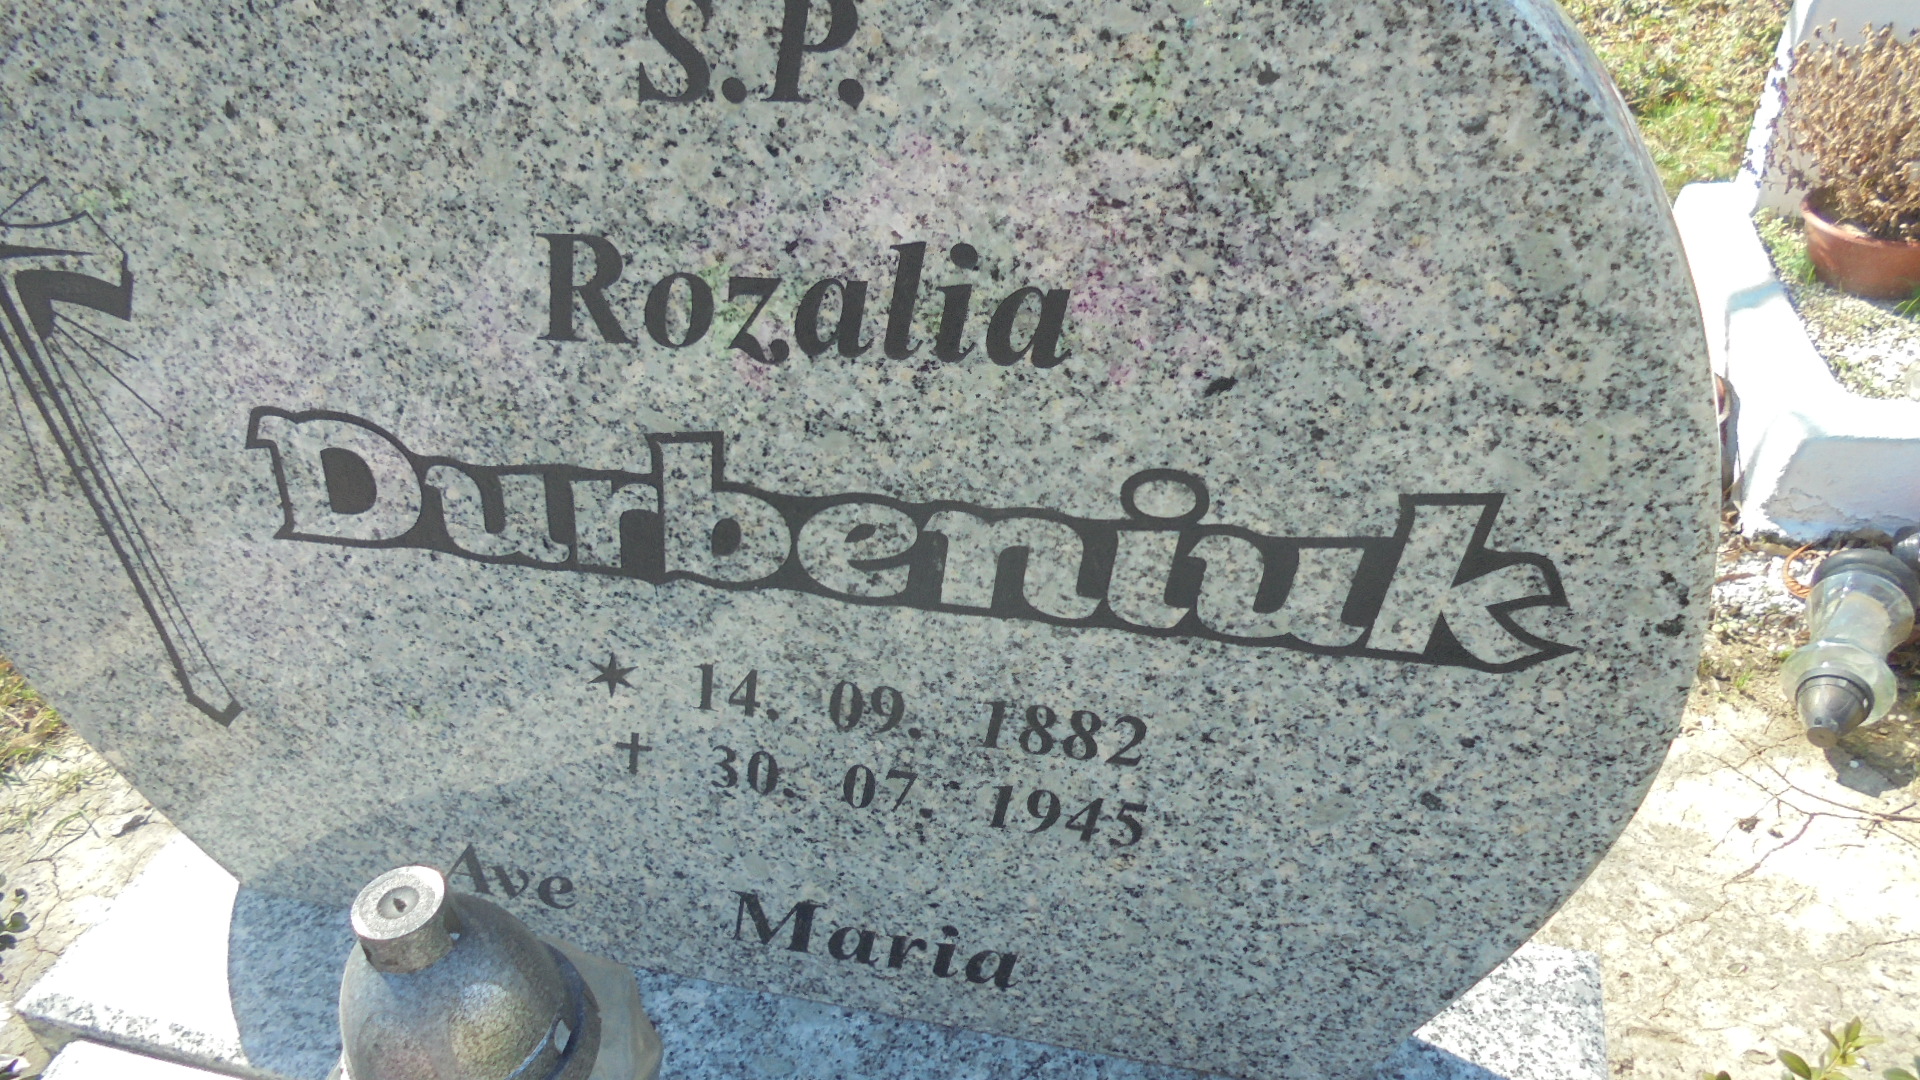 S.P.
Rozalia
Durbeniuk
* 14. 09. 1882
† 30. 07. 1945
Ave Maria